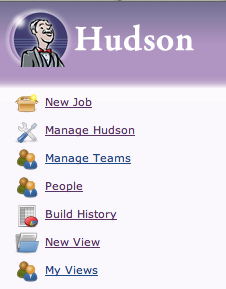 Hudson
New Job
Manage Hudson
Manage Teams
People
Build History
New View
My Views